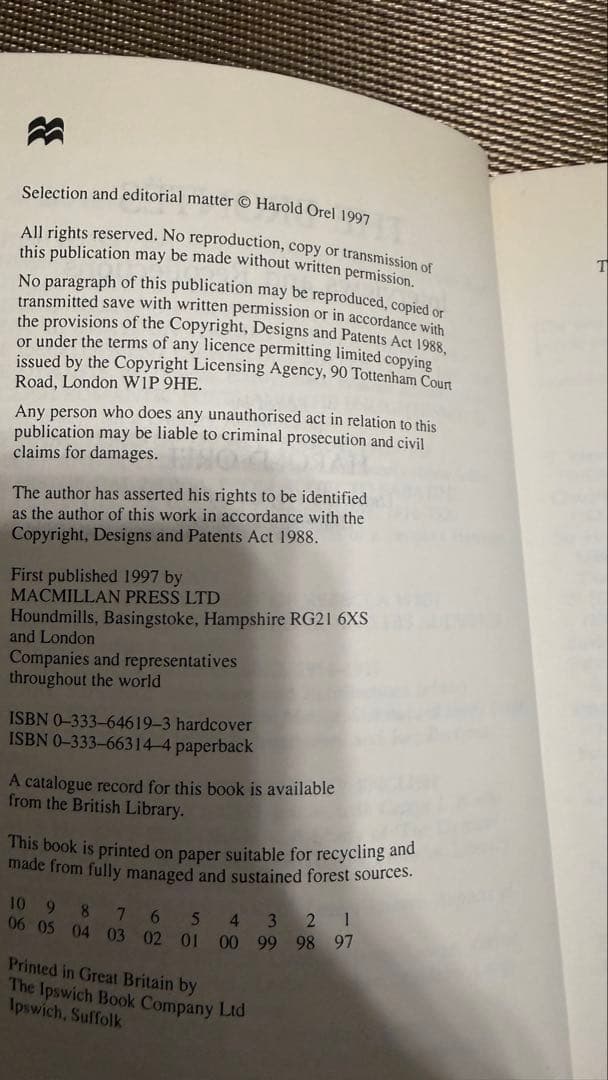 Selection and editorial matter © Harold Orel 1997
All rights reserved. No reproduction, copy or transmission of
this publication may be made without written permission.
No paragraph of this publication may be reproduced, copied or
transmitted save with written permission or in accordance with
the provisions of the Copyright, Designs and Patents Act 1988,
or under the terms of any licence permitting limited copying
issued by the Copyright Licensing Agency, 90 Tottenham Court
Road, London W1P 9HE.
Any person who does any unauthorised act in relation to this
publication may be liable to criminal prosecution and civil
claims for damages.
The author has asserted his rights to be identified
as the author of this work in accordance with the
Copyright, Designs and Patents Act 1988.
First published 1997 by
MACMILLAN PRESS LTD
Houndmills, Basingstoke, Hampshire RG21 6XS
and London
Companies and representatives
throughout the world
ISBN 0–333–64619–3 hardcover
ISBN 0–333–66314–4 paperback
A catalogue record for this book is available
from the British Library.
This book is printed on paper suitable for recycling and
made from fully managed and sustained forest sources.
10 9 8 7 6 5 4 3 2 1
06 05 04 03 02 01 00 99 98 97
Printed in Great Britain by
The Ipswich Book Company Ltd
Ipswich, Suffolk
T